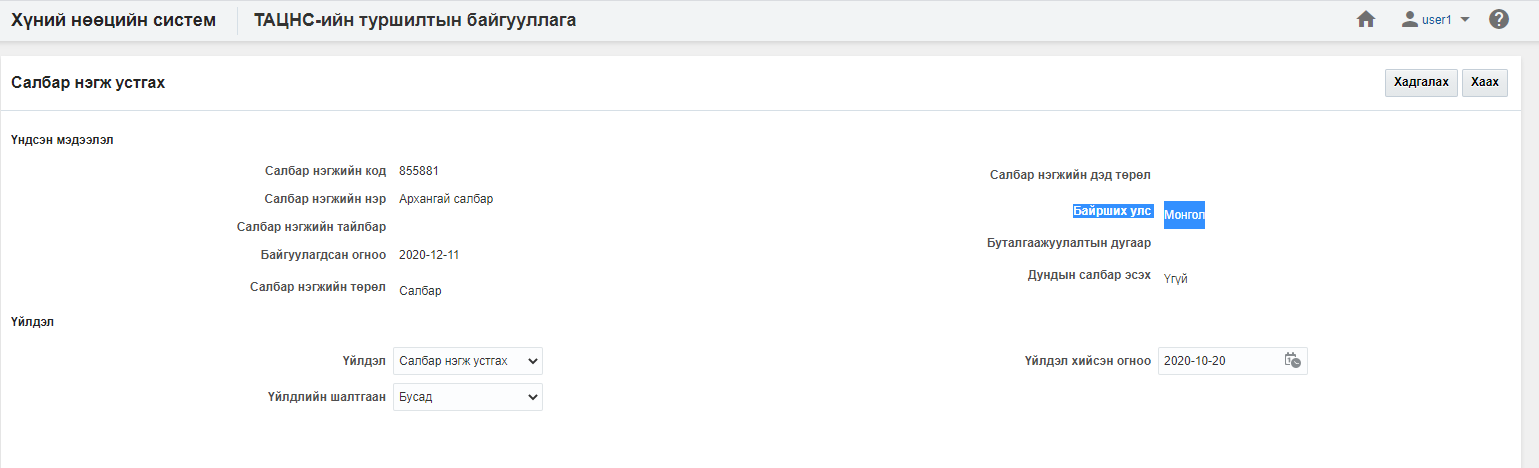 Хүний нөөцийн систем ТАЦНС-ийн туршилтын байгууллага user1
Салбар нэгж устгах Хадгалах Хаах
Үндсэн мэдээлэл
Салбар нэгжийн код 855881
Салбар нэгжийн нэр Архангай салбар
Салбар нэгжийн тайлбар
Байгуулагдсан огноо 2020-12-11
Салбар нэгжийн төрөл Салбар
Салбар нэгжийн дэд төрөл
Байрших улс Монгол
Буталгаажуулалтын дугаар
Дундын салбар эсэх Үгүй
Үйлдэл
Үйлдэл Салбар нэгж устгах Үйлдэл хийсэн огноо 2020-10-20
Үйлдлийн шалтгаан Бусад